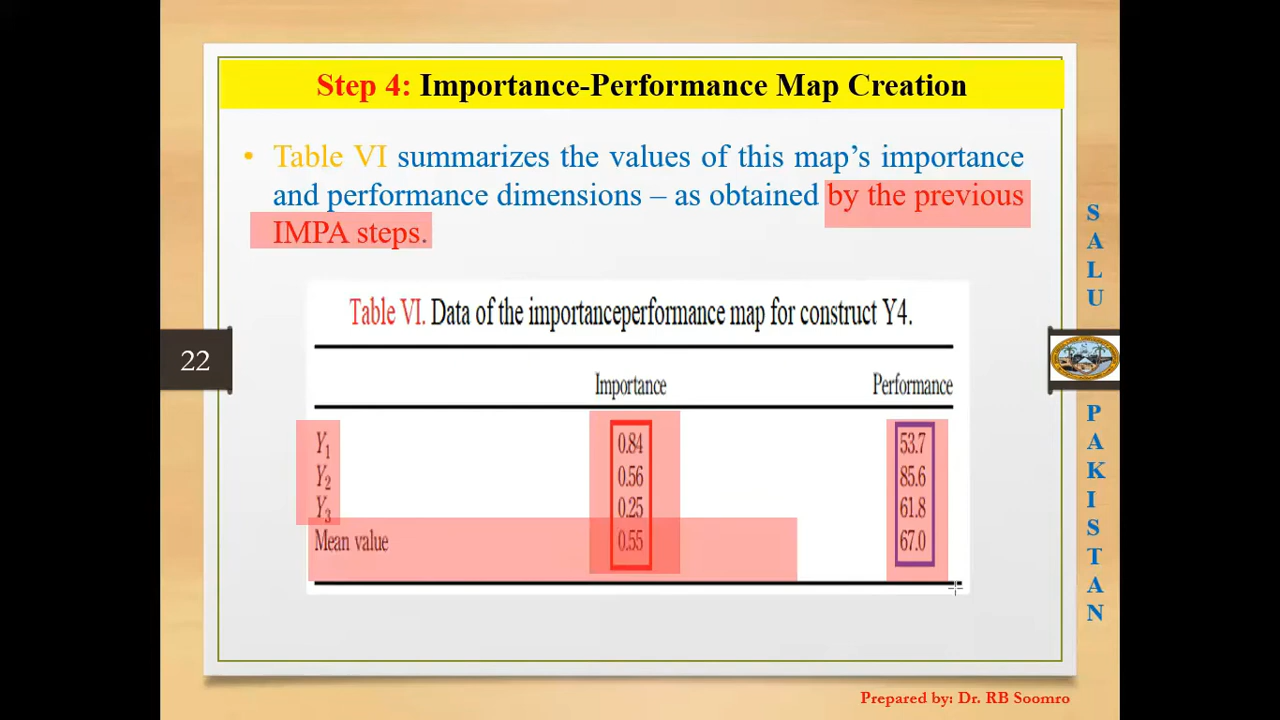 Step 4: Importance-Performance Map Creation
• Table VI summarizes the values of this map’s importance
and performance dimensions – as obtained by the previous
IMPA steps.
Table VI. Data of the importanceperformance map for construct Y4.
Importance Performance
Y1 0.84 53.7
Y2 0.56 85.6
Y3 0.25 61.8
Mean value 0.55 67.0
22
S
A
L
U
P
A
K
I
S
T
A
N
Prepared by: Dr. RB Soomro